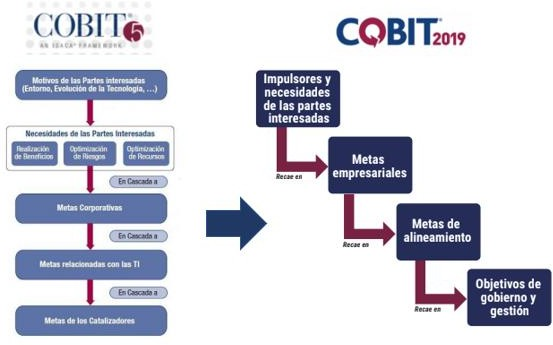 COBIT 5
AN ISACA® FRAMEWORK
Motivos de las Partes interesadas
(Entorno, Evolución de la Tecnología, ...)
Necesidades de las Partes Interesadas
Realización
de Beneficios
Optimización
de Riesgos
Optimización
de Recursos
En Cascada a
Metas Corporativas
En Cascada a
Metas relacionadas con las TI
En Cascada a
Metas de los Catalizadores
COBIT® 2019
Impulsores y
necesidades
de las partes
interesadas
Recae en
Metas
empresariales
Recae en
Metas de
alineamiento
Recae en
Objetivos de
gobierno y
gestión